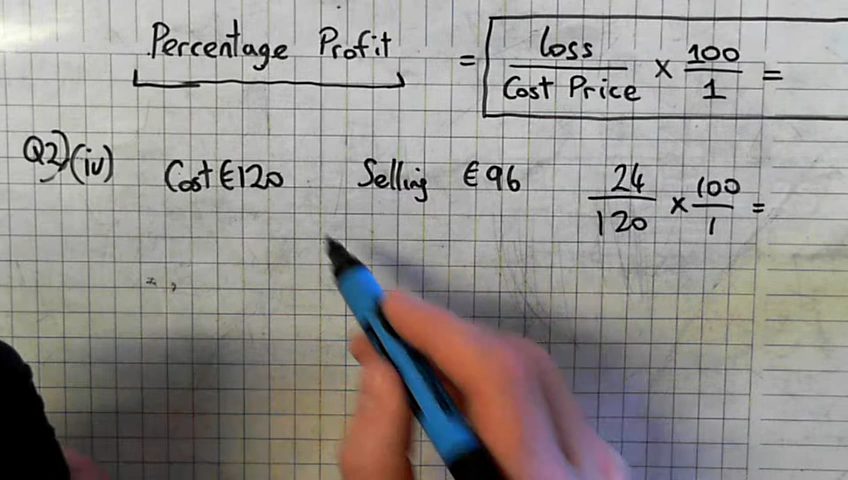 Percentage Profit = loss / Cost Price × 100 / 1 =
Q2)(iv) Cost €120 Selling €96 24 / 120 × 100 / 1 =